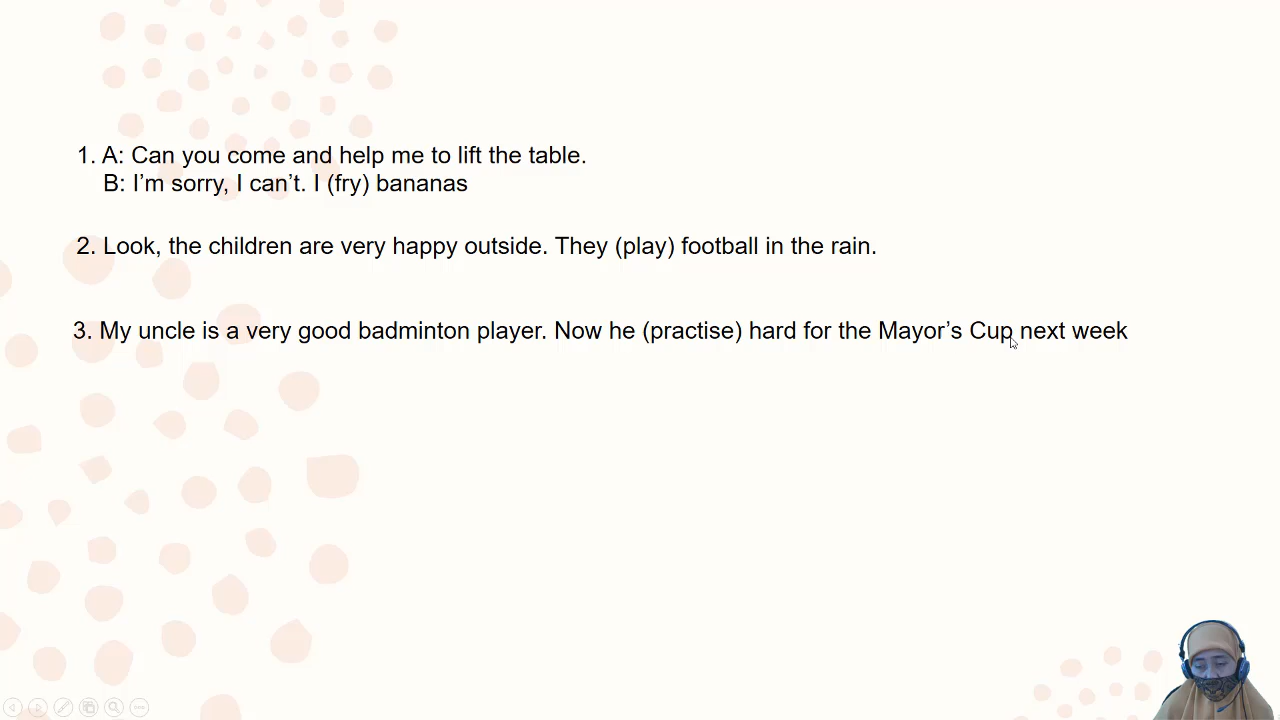 1. A: Can you come and help me to lift the table.
B: I’m sorry, I can’t. I (fry) bananas
2. Look, the children are very happy outside. They (play) football in the rain.
3. My uncle is a very good badminton player. Now he (practise) hard for the Mayor’s Cup next week